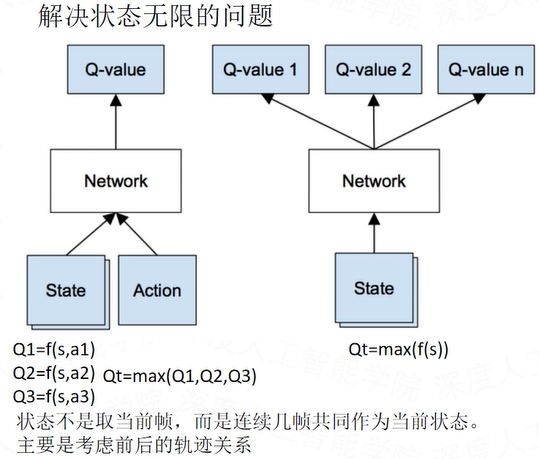 解决状态无限的问题
Q-value
Q-value 1
Q-value 2
Q-value n
Network
Network
State
Action
State
Q1=f(s,a1)
Q2=f(s,a2) Qt=max(Q1,Q2,Q3)
Q3=f(s,a3)
Qt=max(f(s))
状态不是取当前帧，而是连续几帧共同作为当前状态。
主要是考虑前后的轨迹关系